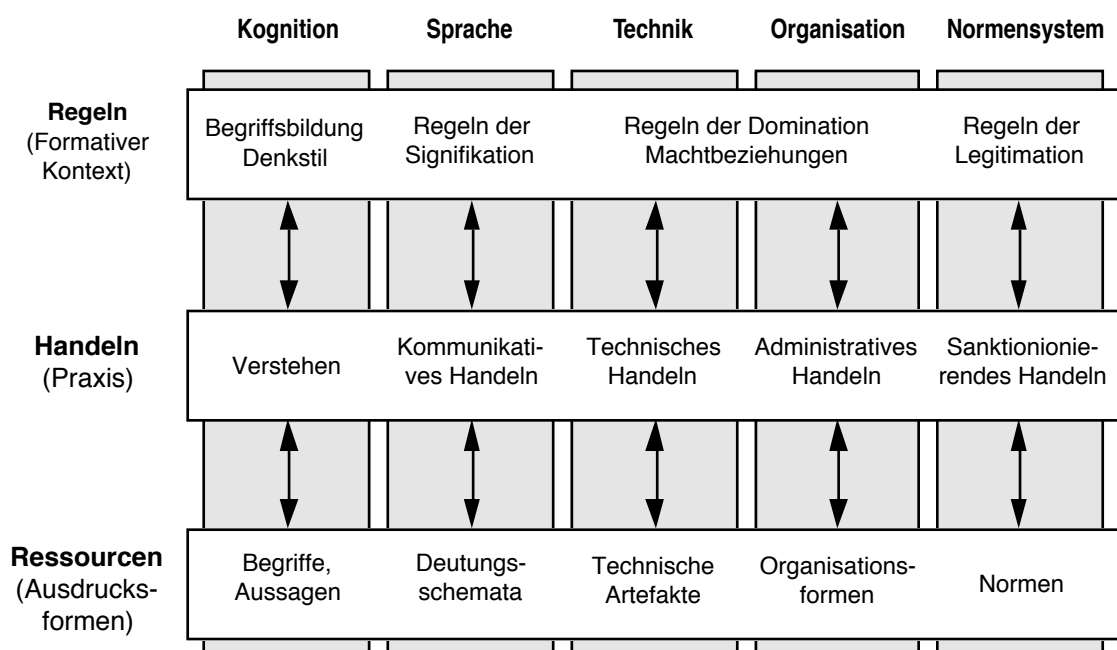 Kognition Sprache Technik Organisation Normensystem
Regeln
(Formativer
Kontext)
Begriffsbildung
Denkstil
Regeln der
Signifikation
Regeln der Domination
Machtbeziehungen
Regeln der
Legitimation
Handeln
(Praxis)
Verstehen
Kommunikati-
ves Handeln
Technisches
Handeln
Administratives
Handeln
Sanktionionie-
rendes Handeln
Ressourcen
(Ausdrucks-
formen)
Begriffe,
Aussagen
Deutungs-
schemata
Technische
Artefakte
Organisations-
formen
Normen